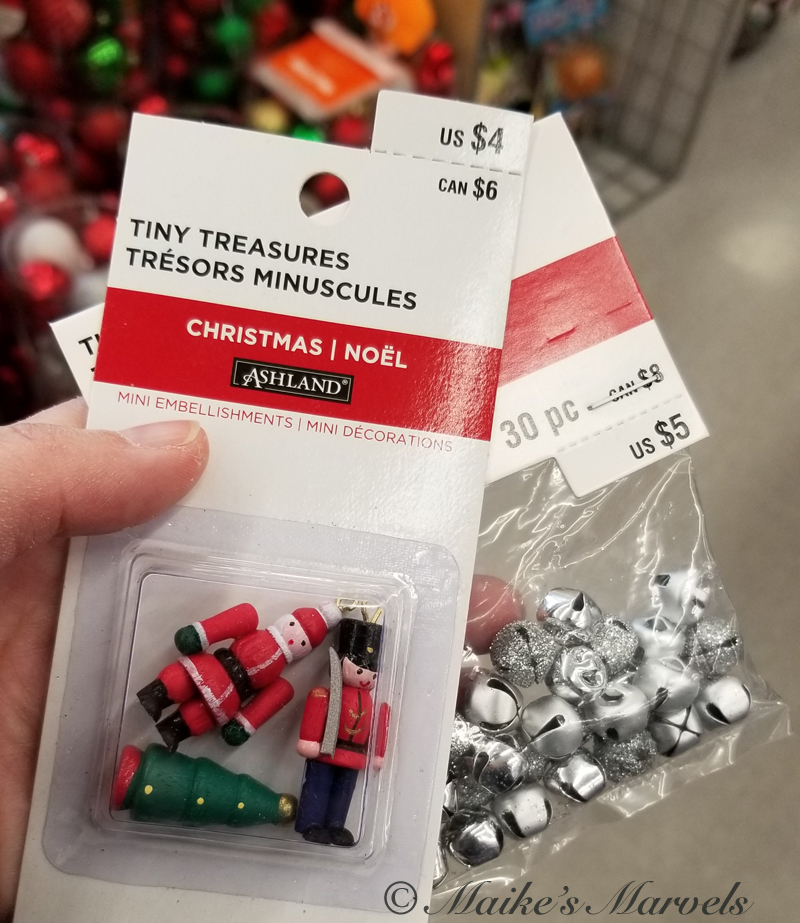 US $4
CAN $6
TINY TREASURES
TRÉSORS MINUSCULES
CHRISTMAS | NOËL
ASHLAND®
MINI EMBELLISHMENTS | MINI DÉCORATIONS
30 pc
CAN $8
US $5
© Maike's Marvels